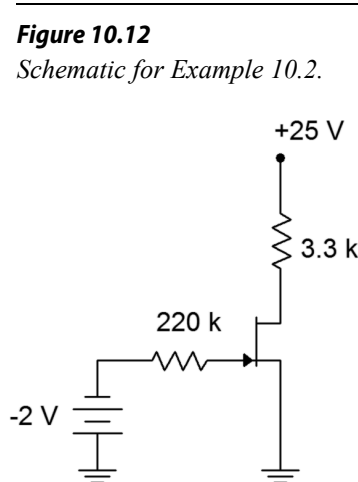 Figure 10.12
Schematic for Example 10.2.
+25 V
3.3 k
220 k
-2 V